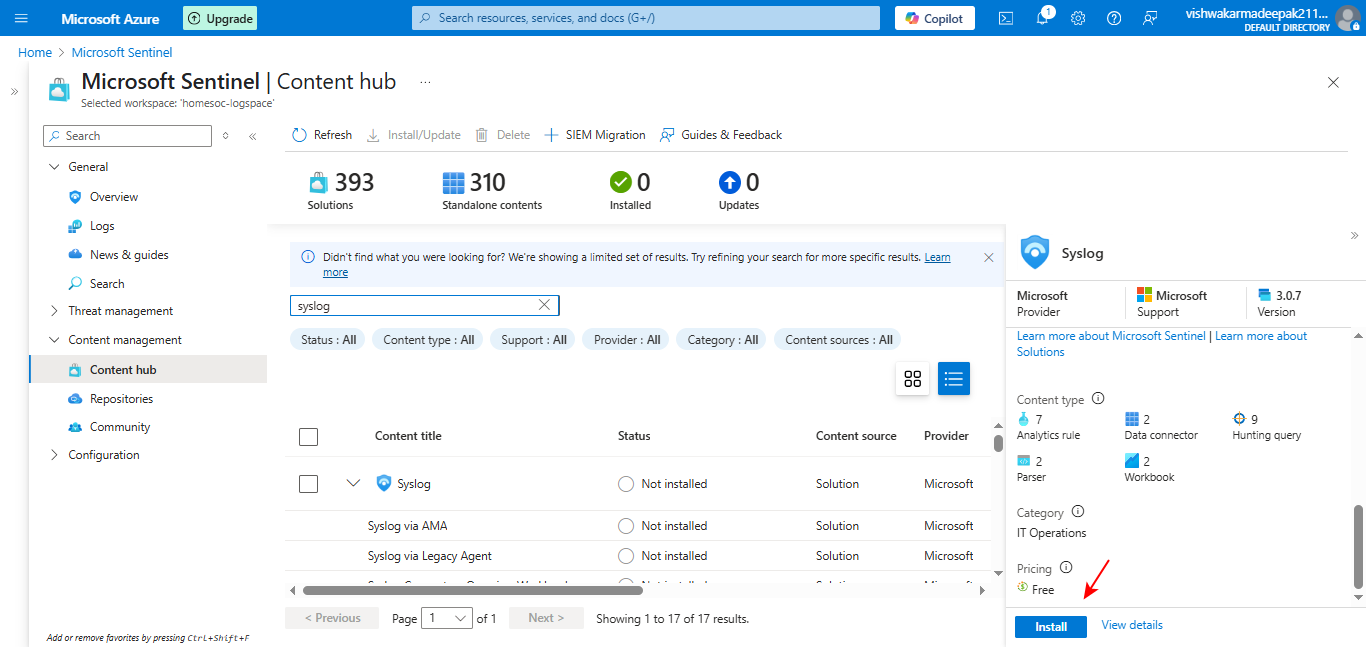 Microsoft Azure
Upgrade
Search resources, services, and docs (G+/)
Copilot
1
vishwakarmadeepak211...
DEFAULT DIRECTORY
Home > Microsoft Sentinel
Microsoft Sentinel | Content hub ...
Selected workspace: 'homesoc-logspace'
Search
General
Overview
Logs
News & guides
Search
Threat management
Content management
Content hub
Repositories
Community
Configuration
Add or remove favorites by pressing Ctrl+Shift+F
Refresh Install/Update Delete SIEM Migration Guides & Feedback
393 310 0 0
Solutions Standalone contents Installed Updates
Didn't find what you were looking for? We're showing a limited set of results. Try refining your search for more specific results. Learn
more
syslog
Status : All Content type : All Support : All Provider : All Category : All Content sources : All
Content title Status Content source Provider
Syslog Not installed Solution Microsoft
Syslog via AMA Not installed Solution Microsoft
Syslog via Legacy Agent Not installed Solution Microsoft
< Previous Page 1 of 1 Next > Showing 1 to 17 of 17 results.
Syslog
Microsoft Microsoft 3.0.7
Provider Support Version
Learn more about Microsoft Sentinel | Learn more about
Solutions
Content type
7 2 9
Analytics rule Data connector Hunting query
2 2
Parser Workbook
Category
IT Operations
Pricing
Free
Install View details